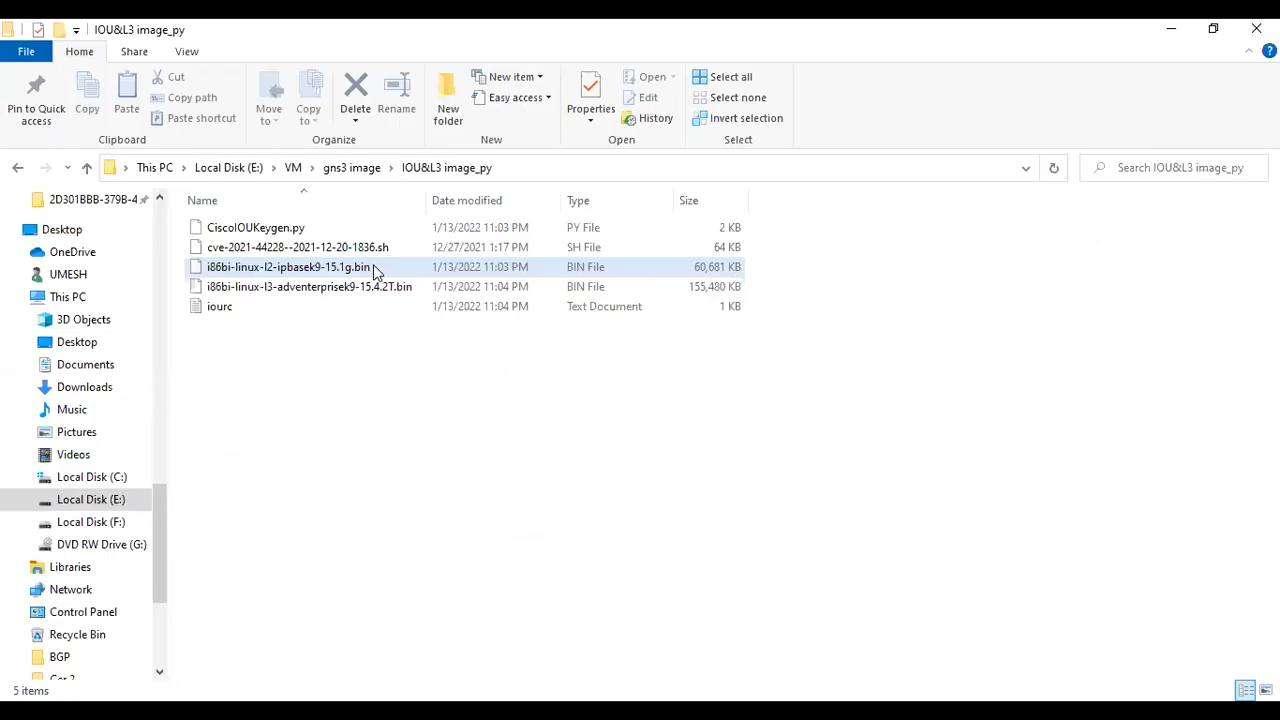 IOU&L3 image_py
File Home Share View
Pin to Quick access
Copy
Paste
Cut
Copy path
Paste shortcut
Clipboard
Move to
Copy to
Delete
Rename
Organize
New folder
New item
Easy access
New
Properties
Open
Edit
History
Open
Select all
Select none
Invert selection
Select
This PC Local Disk (E:) VM gns3 image IOU&L3 image_py
Search IOU&L3 image_py
2D301BBB-379B-4
Desktop
OneDrive
UMESH
This PC
3D Objects
Desktop
Documents
Downloads
Music
Pictures
Videos
Local Disk (C:)
Local Disk (E:)
Local Disk (F:)
DVD RW Drive (G:)
Libraries
Network
Control Panel
Recycle Bin
BGP
Name Date modified Type Size
CiscoIOUKeygen.py 1/13/2022 11:03 PM PY File 2 KB
cve-2021-44228--2021-12-20-1836.sh 12/27/2021 1:17 PM SH File 64 KB
i86bi-linux-l2-ipbasek9-15.1g.bin 1/13/2022 11:03 PM BIN File 60,681 KB
i86bi-linux-l3-adventerprisek9-15.4.2T.bin 1/13/2022 11:04 PM BIN File 155,480 KB
iourc 1/13/2022 11:04 PM Text Document 1 KB
5 items